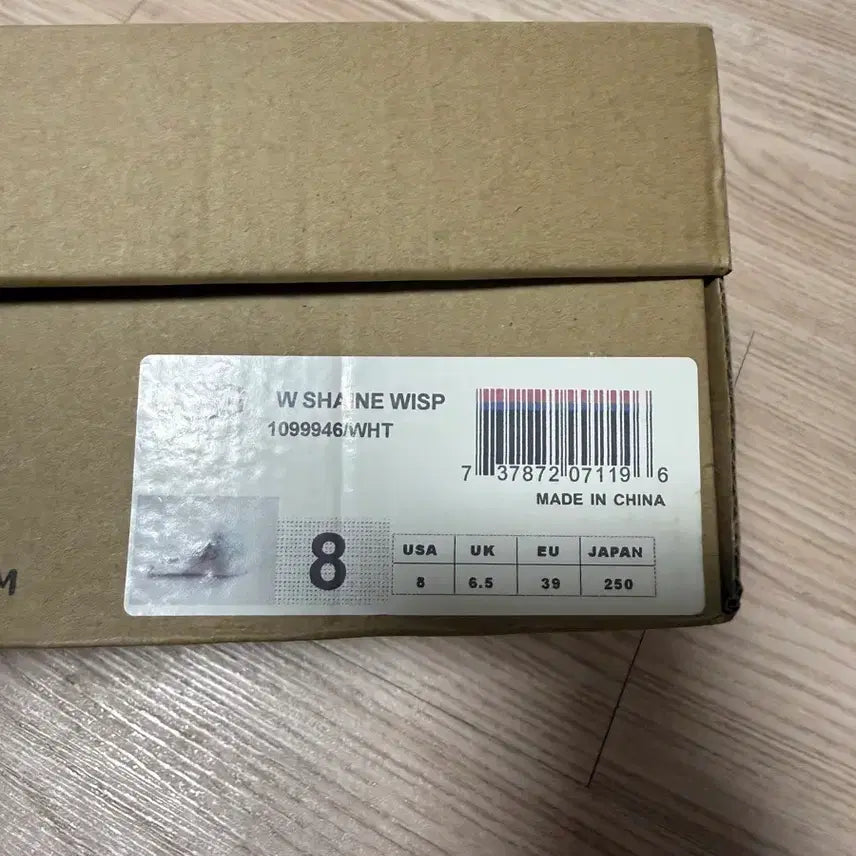 W SHAINE WISP
1099946/WHT
7 37872 07119 6
MADE IN CHINA
8
USA UK EU JAPAN
8 6.5 39 250
M